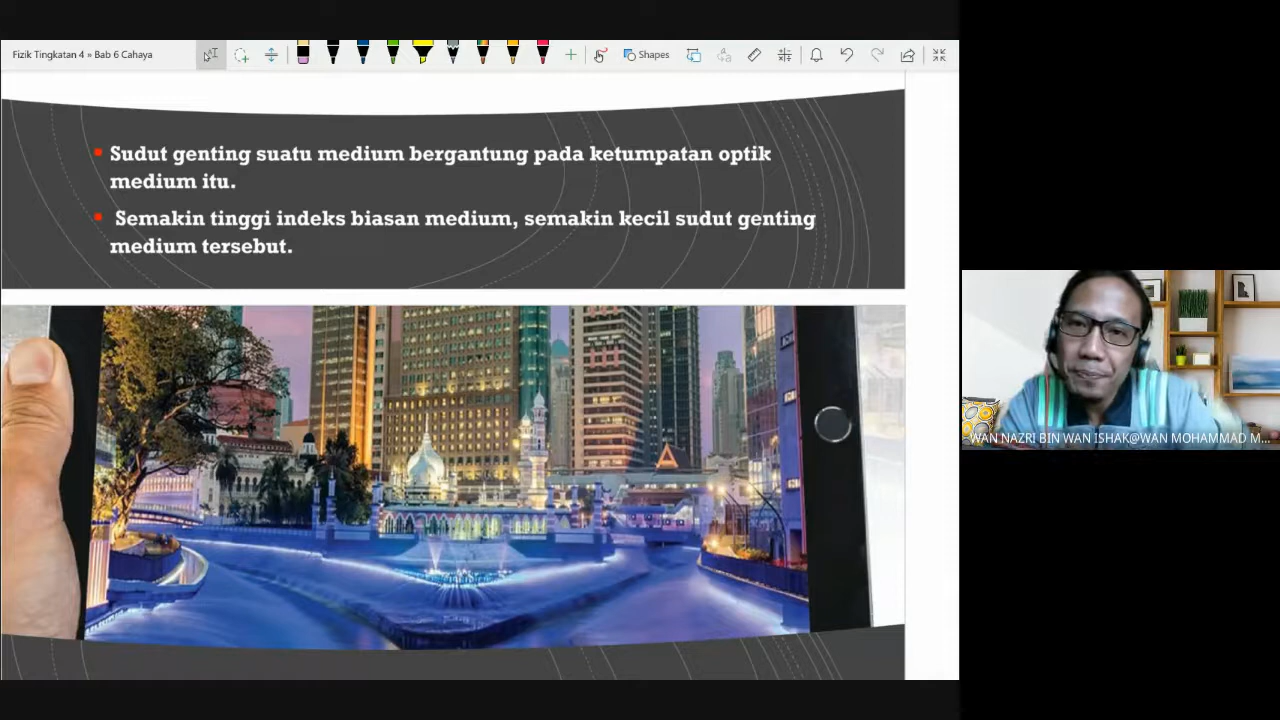 Fizik Tingkatan 4 » Bab 6 Cahaya
Shapes
Sudut genting suatu medium bergantung pada ketumpatan optik
medium itu.
Semakin tinggi indeks biasan medium, semakin kecil sudut genting
medium tersebut.
WAN NAZRI BIN WAN ISHAK@WAN MOHAMMAD M...